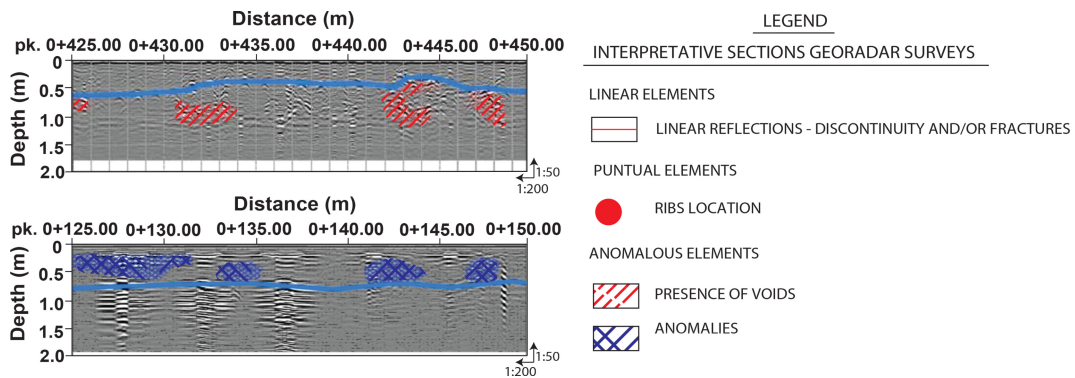 Distance (m)
pk. 0+425.00 0+430.00 0+435.00 0+440.00 0+445.00 0+450.00
Depth (m)
0
0.5
1.0
1.5
2.0
1:50
1:200
Distance (m)
pk. 0+125.00 0+130.00 0+135.00 0+140.00 0+145.00 0+150.00
Depth (m)
0
0.5
1.0
1.5
2.0
1:50
1:200
LEGEND
INTERPRETATIVE SECTIONS GEORADAR SURVEYS
LINEAR ELEMENTS
LINEAR REFLECTIONS - DISCONTINUITY AND/OR FRACTURES
PUNTUAL ELEMENTS
RIBS LOCATION
ANOMALOUS ELEMENTS
PRESENCE OF VOIDS
ANOMALIES